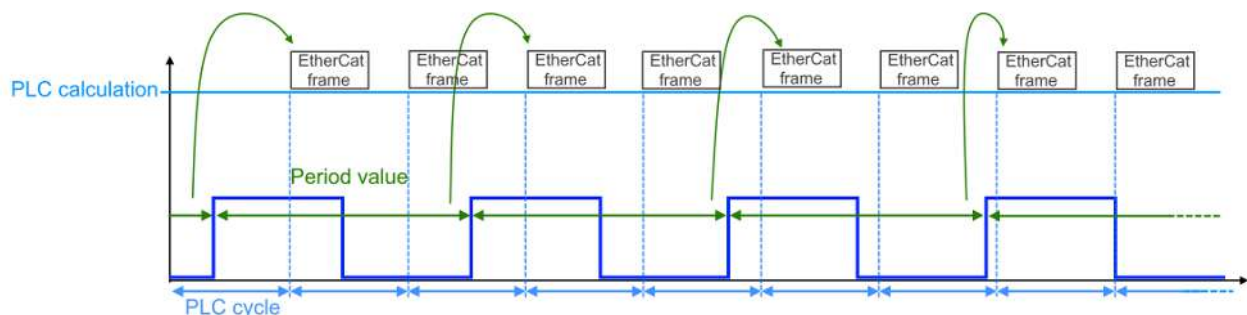 EtherCat
frame
EtherCat
frame
EtherCat
frame
EtherCat
frame
EtherCat
frame
EtherCat
frame
EtherCat
frame
EtherCat
frame
PLC calculation
Period value
PLC cycle